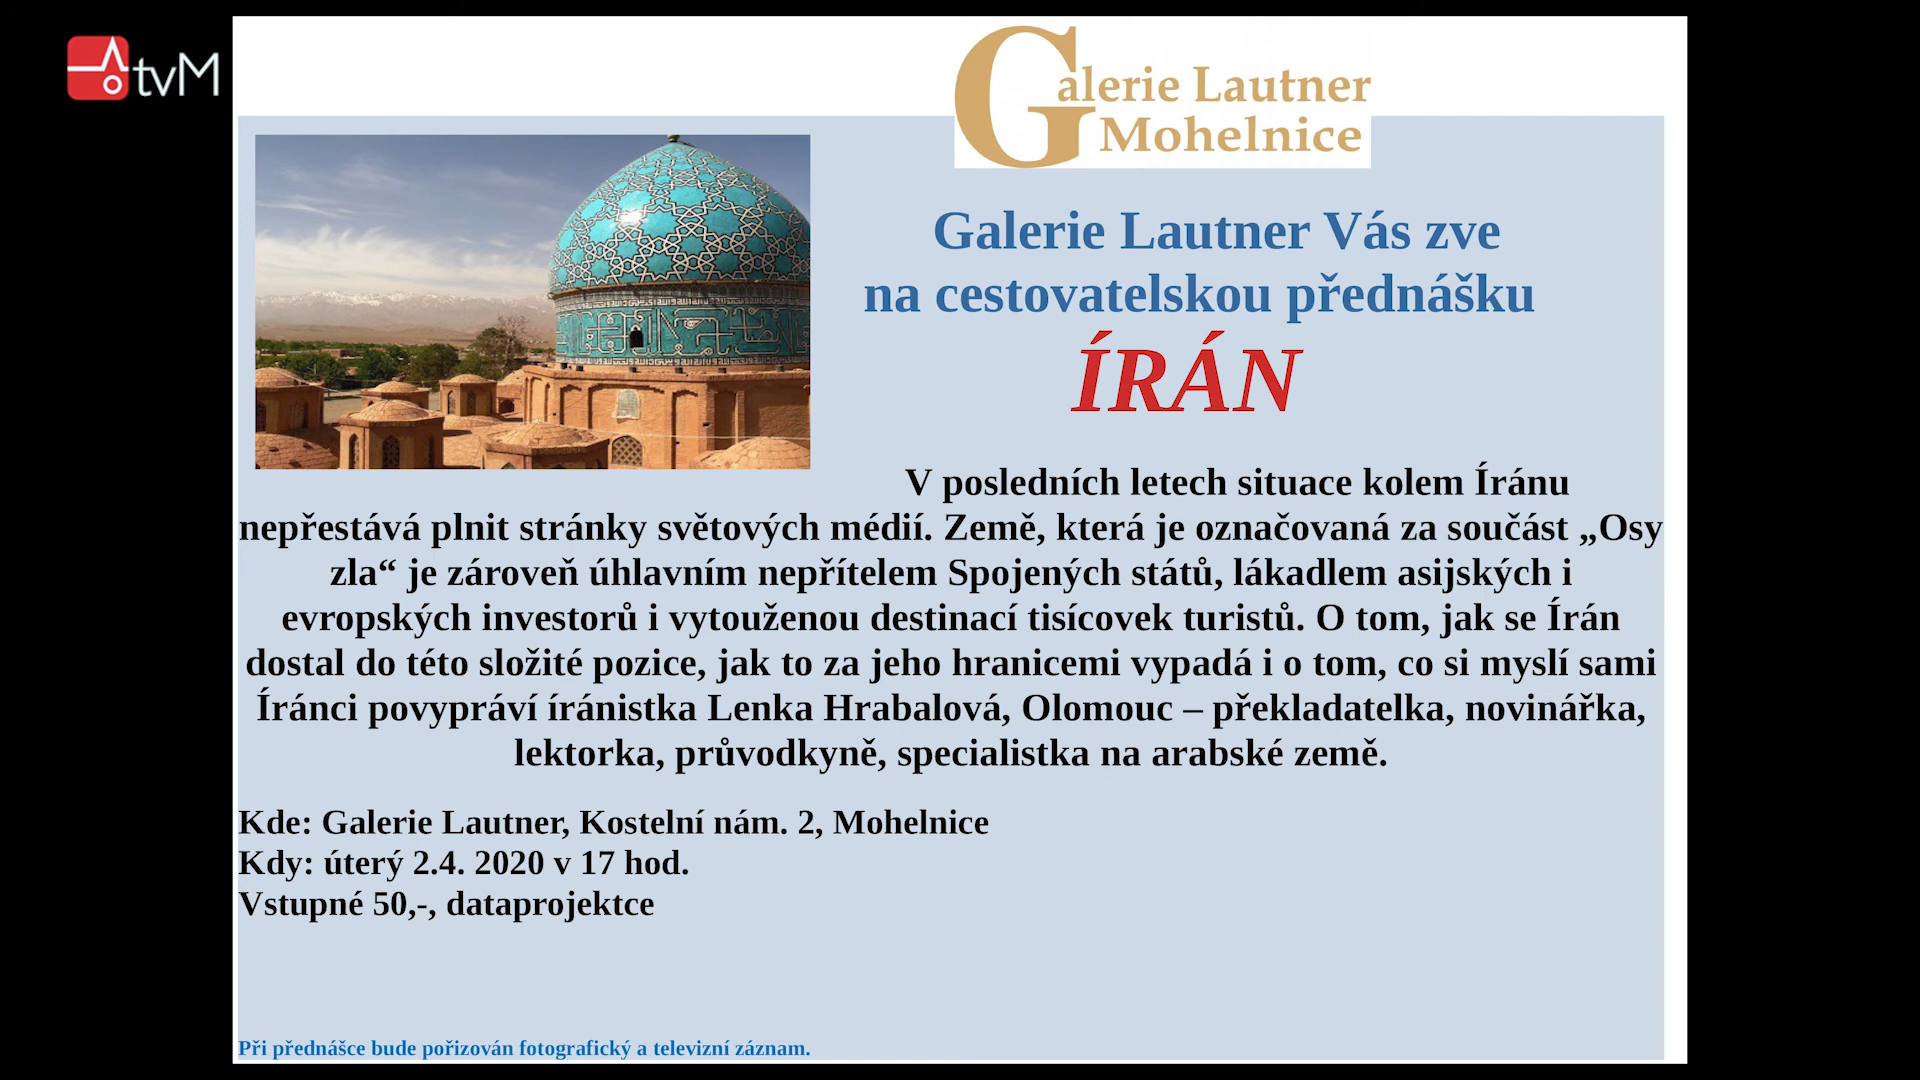 tvM
Galerie Lautner
Mohelnice
Galerie Lautner Vás zve
na cestovatelskou přednášku
ÍRÁN
V posledních letech situace kolem Íránu
nepřestává plnit stránky světových médií. Země, která je označovaná za součást „Osy
zla“ je zároveň úhlavním nepřítelem Spojených států, lákadlem asijských i
evropských investorů i vytouženou destinací tisícovek turistů. O tom, jak se Írán
dostal do této složité pozice, jak to za jeho hranicemi vypadá i o tom, co si myslí sami
Íránci povypráví íránistka Lenka Hrabalová, Olomouc – překladatelka, novinářka,
lektorka, průvodkyně, specialistka na arabské země.
Kde: Galerie Lautner, Kostelní nám. 2, Mohelnice
Kdy: úterý 2.4. 2020 v 17 hod.
Vstupné 50,-, dataprojektce
Při přednášce bude pořizován fotografický a televizní záznam.